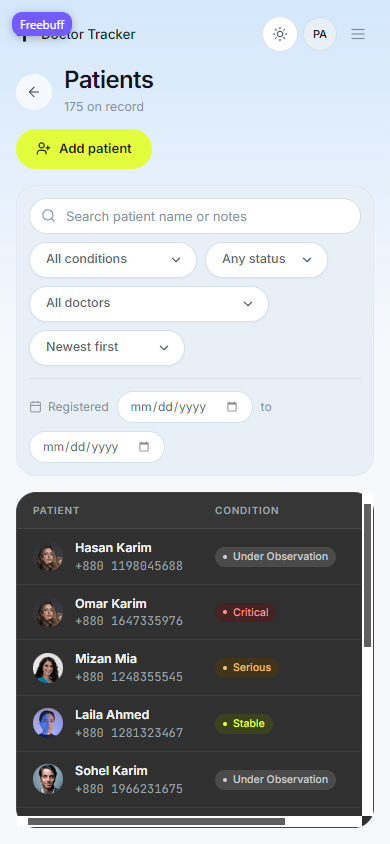 Freebuff
Doctor Tracker
PA
Patients
175 on record
Add patient
Search patient name or notes
All conditions
Any status
All doctors
Newest first
Registered mm/dd/yyyy to
mm/dd/yyyy
PATIENT CONDITION
Hasan Karim
+880 1198045688
Under Observation
Omar Karim
+880 1647335976
Critical
Mizan Mia
+880 1248355545
Serious
Laila Ahmed
+880 1281323467
Stable
Sohel Karim
+880 1966231675
Under Observation